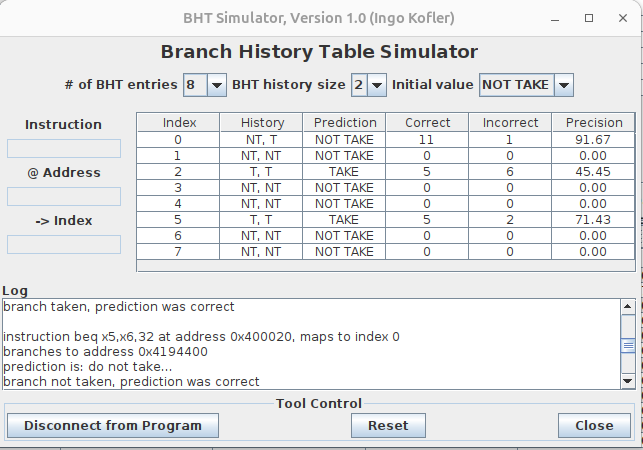 BHT Simulator, Version 1.0 (Ingo Kofler)
Branch History Table Simulator
# of BHT entries 8 BHT history size 2 Initial value NOT TAKE
Instruction
@ Address
-> Index
Index History Prediction Correct Incorrect Precision
0 NT, T NOT TAKE 11 1 91.67
1 NT, NT NOT TAKE 0 0 0.00
2 T, T TAKE 5 6 45.45
3 NT, NT NOT TAKE 0 0 0.00
4 NT, NT NOT TAKE 0 0 0.00
5 T, T TAKE 5 2 71.43
6 NT, NT NOT TAKE 0 0 0.00
7 NT, NT NOT TAKE 0 0 0.00
Log
branch taken, prediction was correct
instruction beq x5,x6,32 at address 0x400020, maps to index 0
branches to address 0x4194400
prediction is: do not take...
branch not taken, prediction was correct
Tool Control
Disconnect from Program Reset Close